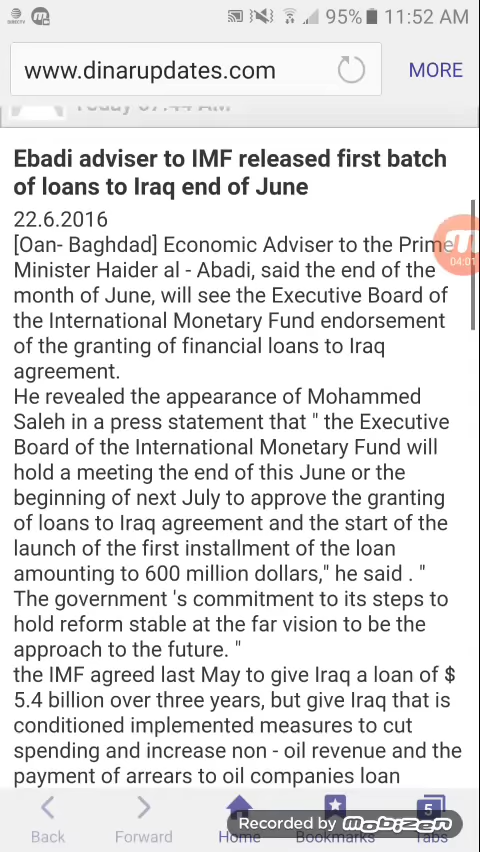 95% 11:52 AM
www.dinarupdates.com MORE
Today 07:44 AM
Ebadi adviser to IMF released first batch
of loans to Iraq end of June
22.6.2016
[Oan- Baghdad] Economic Adviser to the Prime
Minister Haider al - Abadi, said the end of the
month of June, will see the Executive Board of
the International Monetary Fund endorsement
of the granting of financial loans to Iraq
agreement.
He revealed the appearance of Mohammed
Saleh in a press statement that " the Executive
Board of the International Monetary Fund will
hold a meeting the end of this June or the
beginning of next July to approve the granting
of loans to Iraq agreement and the start of the
launch of the first installment of the loan
amounting to 600 million dollars," he said . "
The government 's commitment to its steps to
hold reform stable at the far vision to be the
approach to the future. "
the IMF agreed last May to give Iraq a loan of $
5.4 billion over three years, but give Iraq that is
conditioned implemented measures to cut
spending and increase non - oil revenue and the
payment of arrears to oil companies loan
04:01
5
Back Forward Home Bookmarks Tabs
Recorded by Mobizen